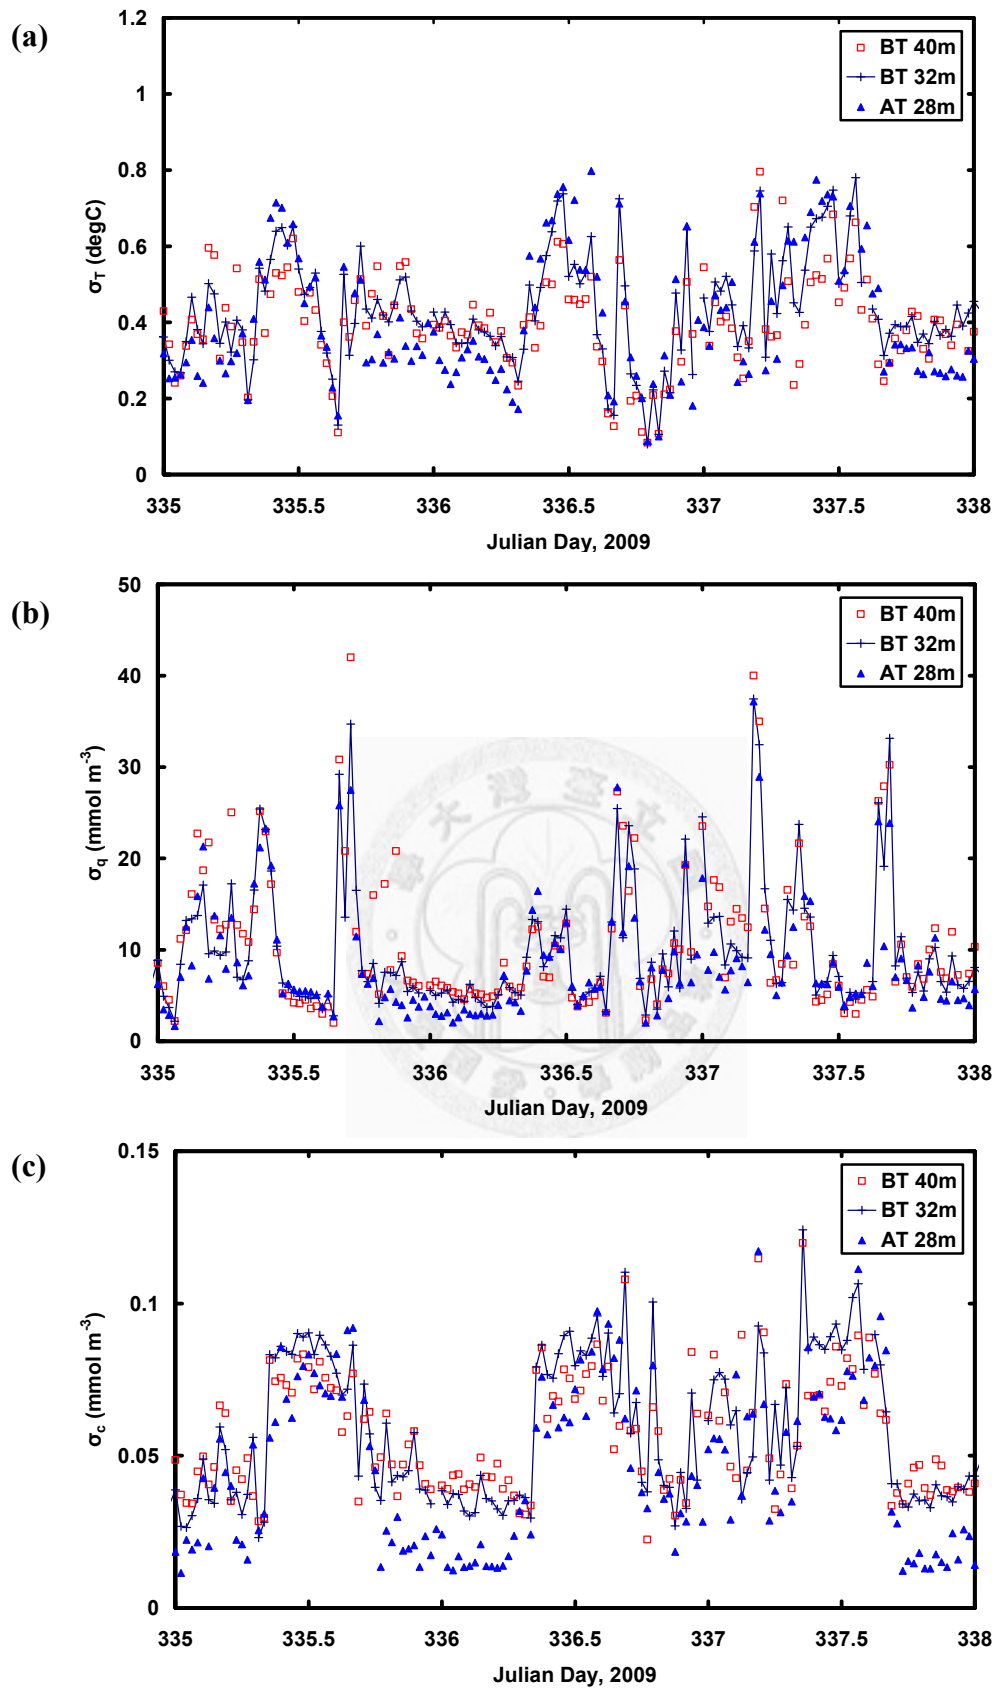 (a)
1.2
1
0.8
0.6
0.4
0.2
0
σT (degC)
BT 40m
BT 32m
AT 28m
335 335.5 336 336.5 337 337.5 338
Julian Day, 2009
(b)
50
40
30
20
10
0
σq (mmol m-3)
BT 40m
BT 32m
AT 28m
335 335.5 336 336.5 337 337.5 338
Julian Day, 2009
(c)
0.15
0.1
0.05
0
σc (mmol m-3)
BT 40m
BT 32m
AT 28m
335 335.5 336 336.5 337 337.5 338
Julian Day, 2009